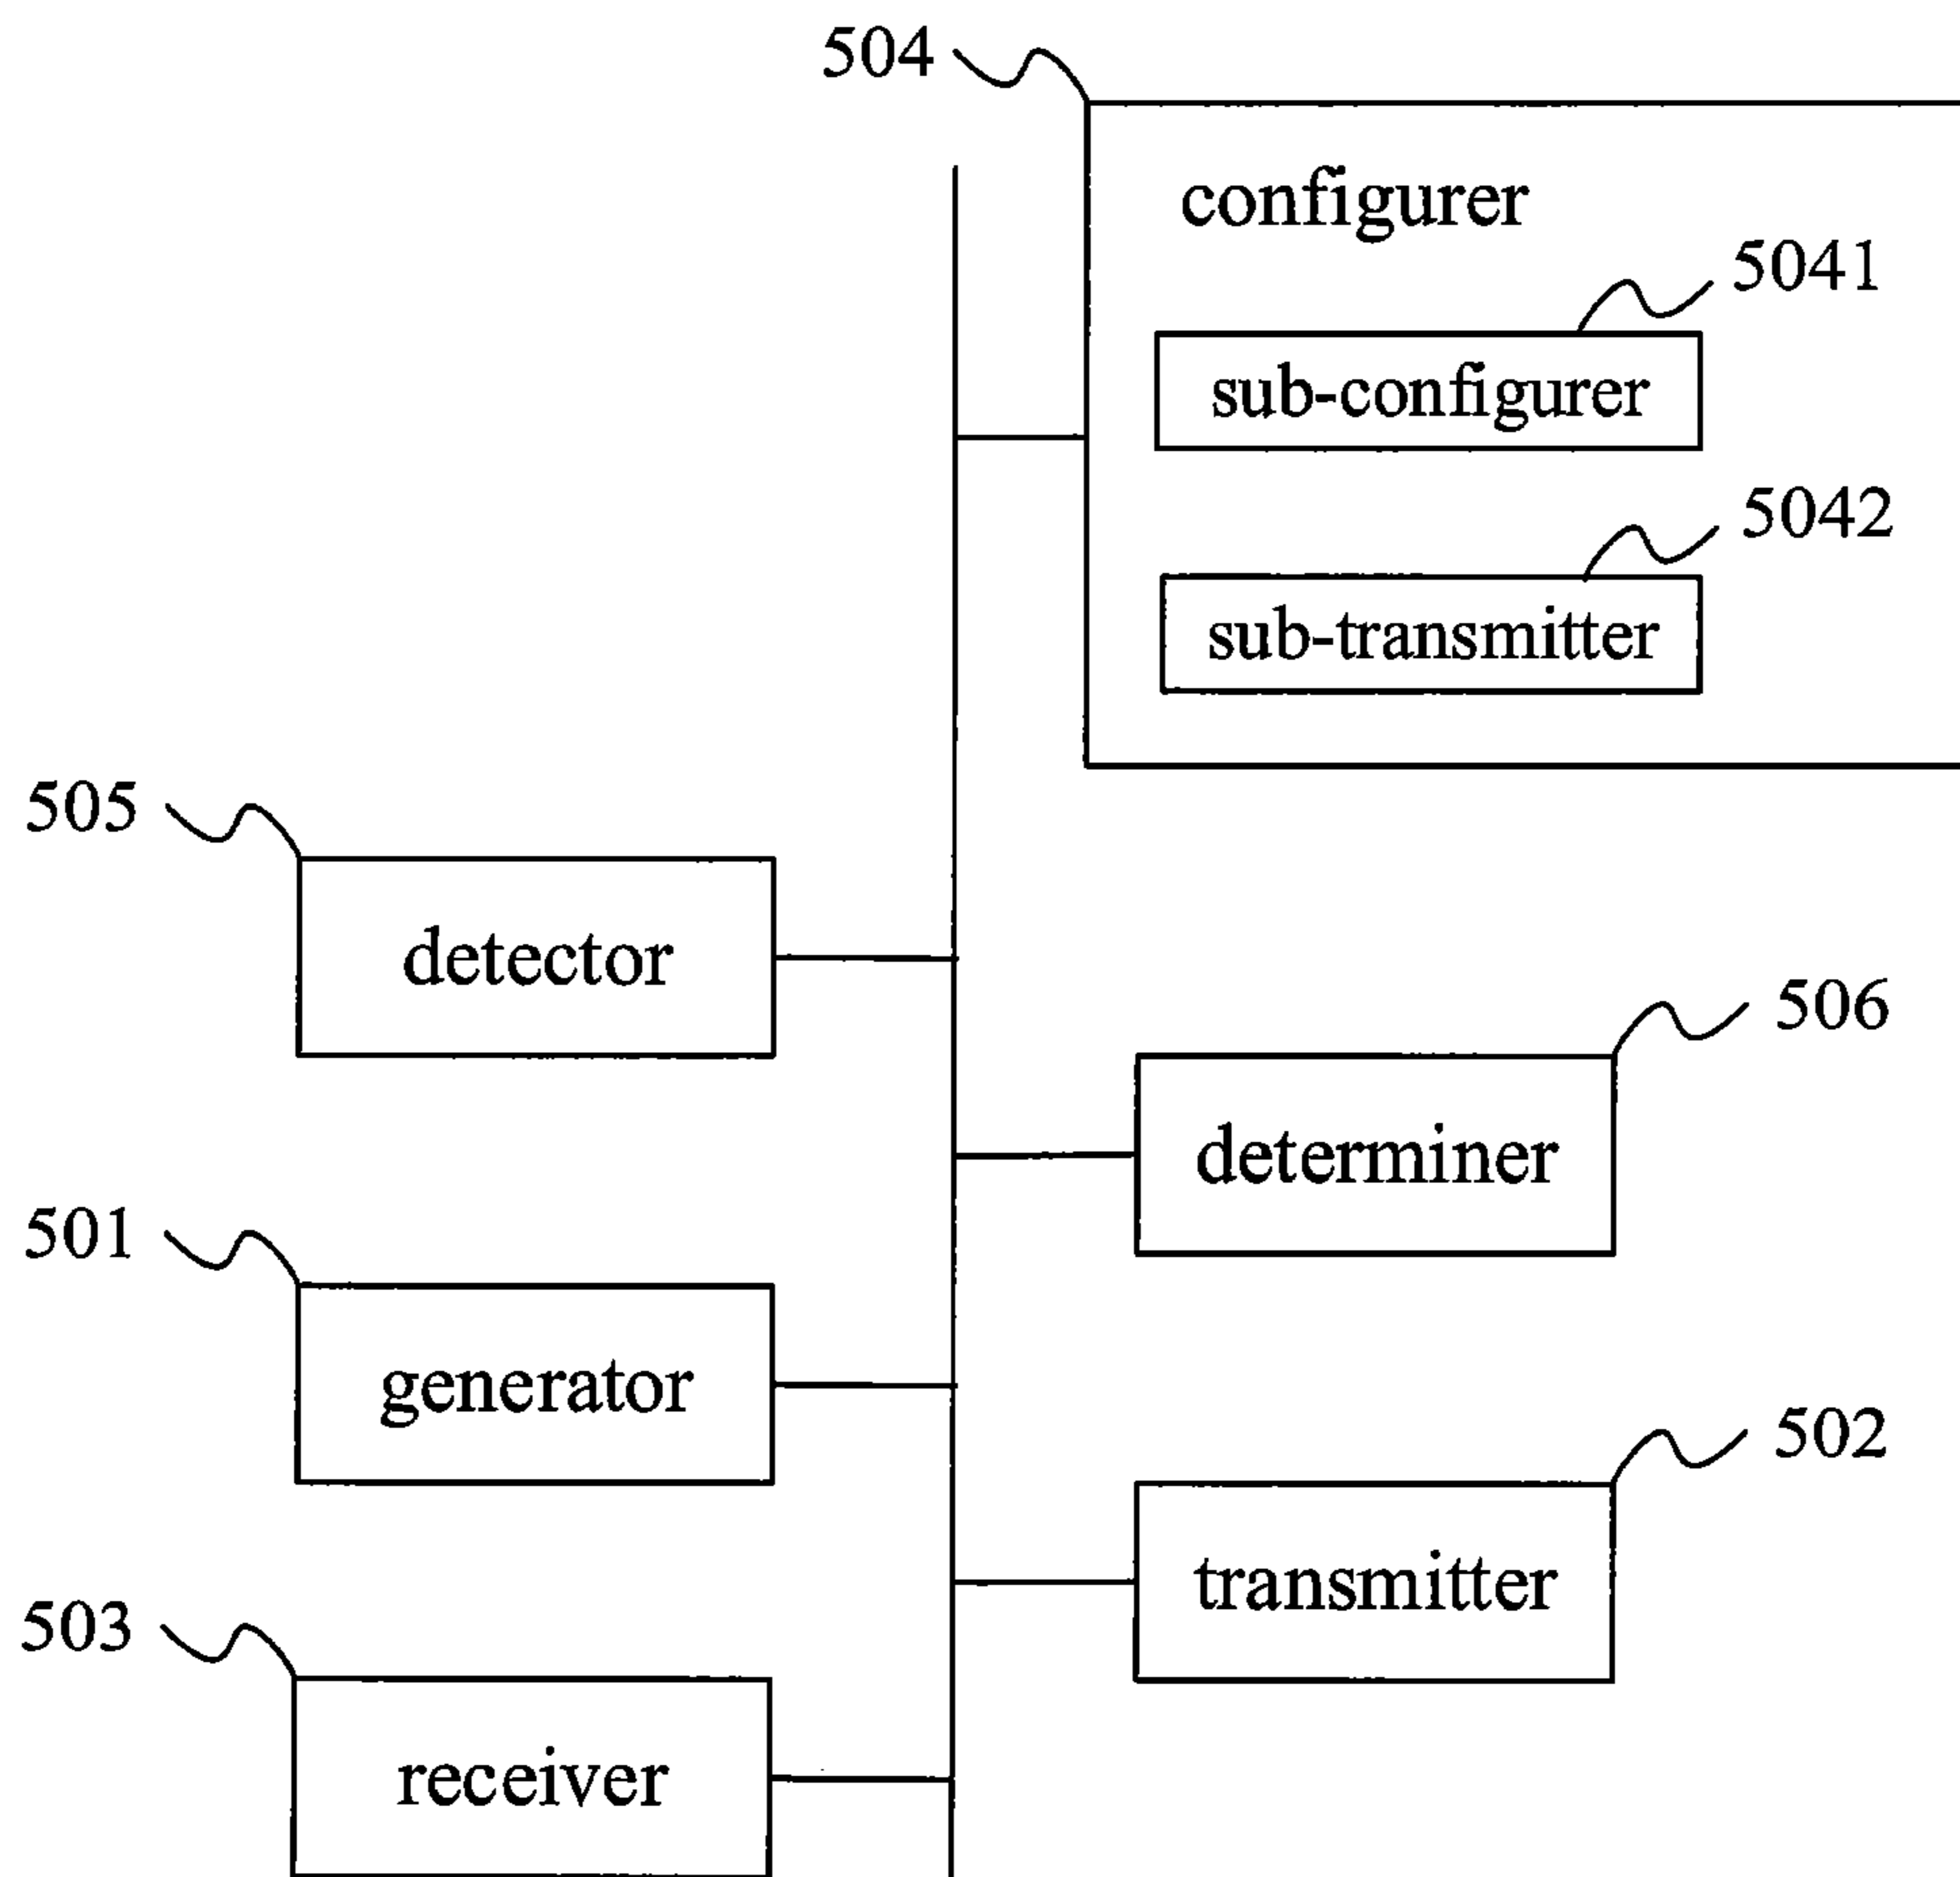 504
configurer
5041
sub-configurer
5042
sub-transmitter
505
detector
506
determiner
501
generator
502
transmitter
503
receiver